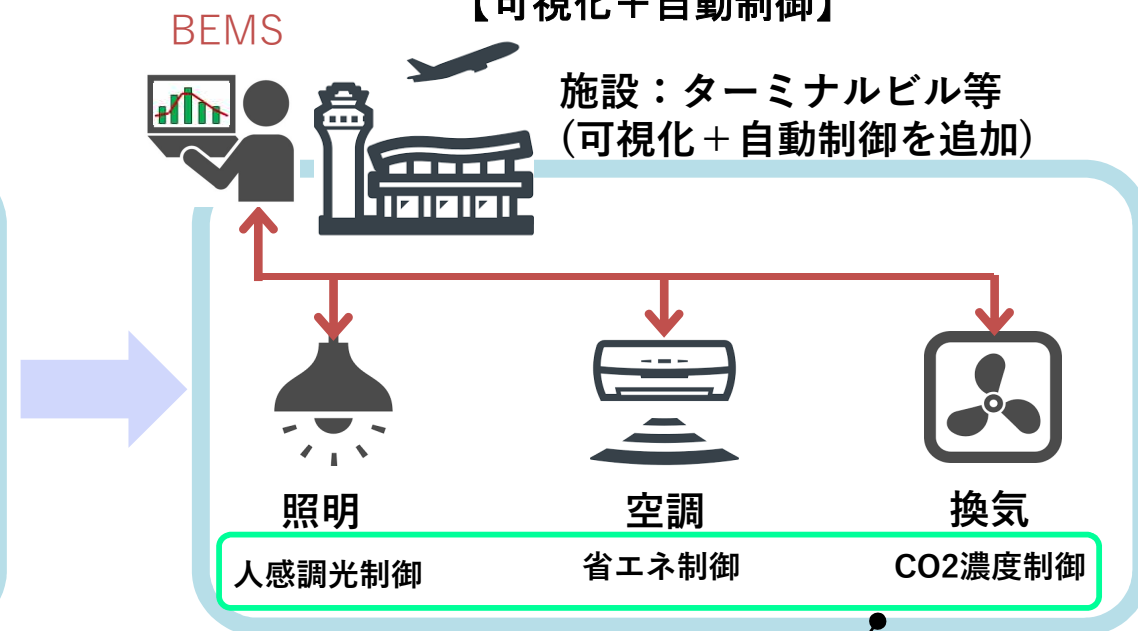 【可視化＋自動制御】
BEMS
施設：ターミナルビル等
(可視化＋自動制御を追加)
照明
空調
換気
人感調光制御
省エネ制御
CO2濃度制御